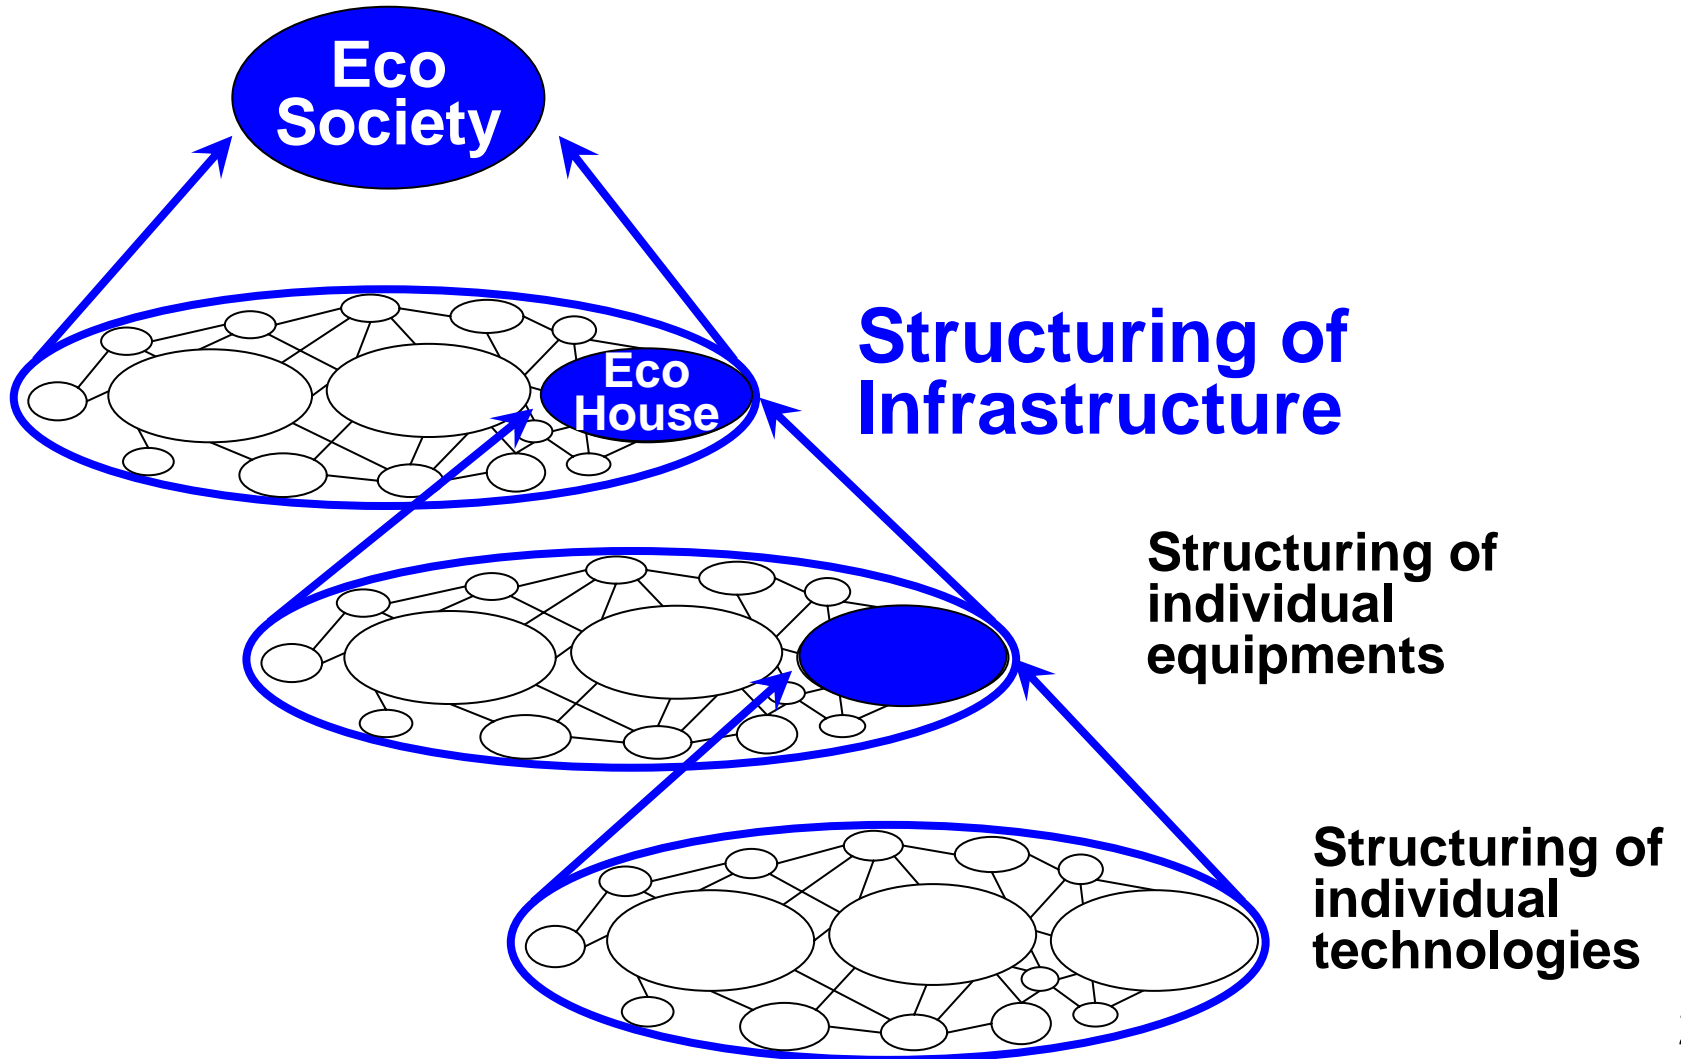 Eco
Society
Structuring of
Infrastructure
Eco
House
Structuring of
individual
equipments
Structuring of
individual
technologies